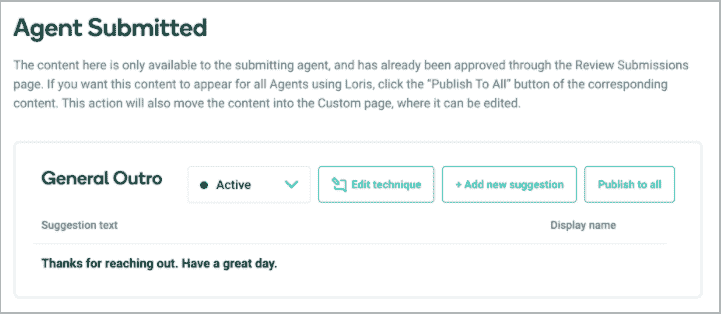 Agent Submitted
The content here is only available to the submitting agent, and has already been approved through the Review Submissions
page. If you want this content to appear for all Agents using Loris, click the “Publish To All” button of the corresponding
content. This action will also move the content into the Custom page, where it can be edited.
General Outro
Active
Edit technique
+ Add new suggestion
Publish to all
Suggestion text
Display name
Thanks for reaching out. Have a great day.